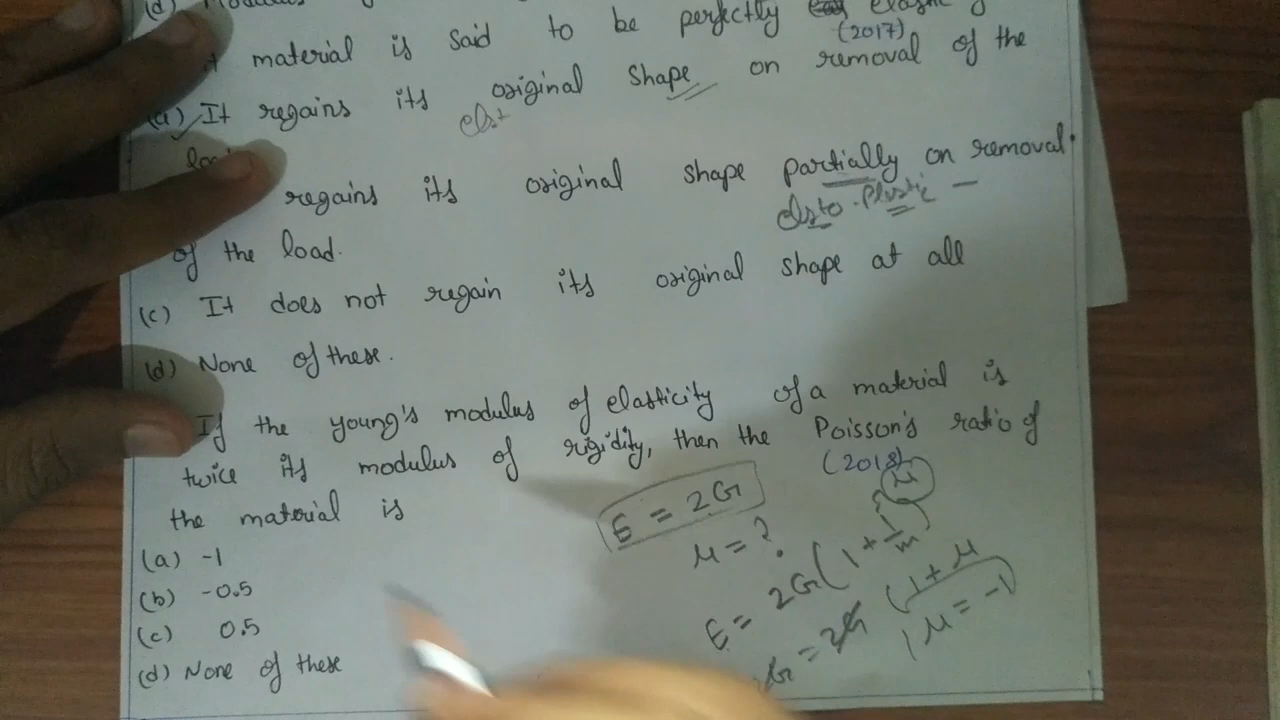 (d)
material is said to be perfectly elastic
(2017)
(a) It regains its original shape on removal of the
elst
regains its original shape partially on removal
elsto-Plastic
of the load.
(c) It does not regain its original shape at all
(d) None of these.
If the young's modulus of elasticity of a material is
twice its modulus of rigidity, then the Poisson's ratio of
(2018)
the material is
(a) -1
(b) -0.5
(c) 0.5
(d) None of these
E = 2G
μ = ?
E = 2G(1 + 1/m
μ
(1 + μ
μ = -1